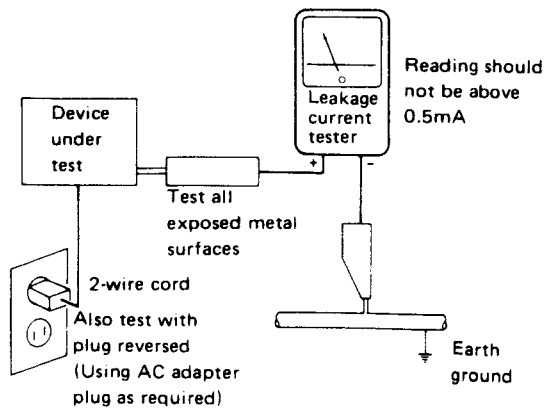 Device
under
test
Leakage
current
tester
+ -
Reading should
not be above
0.5mA
Test all
exposed metal
surfaces
2-wire cord
Also test with
plug reversed
(Using AC adapter
plug as required)
Earth
ground